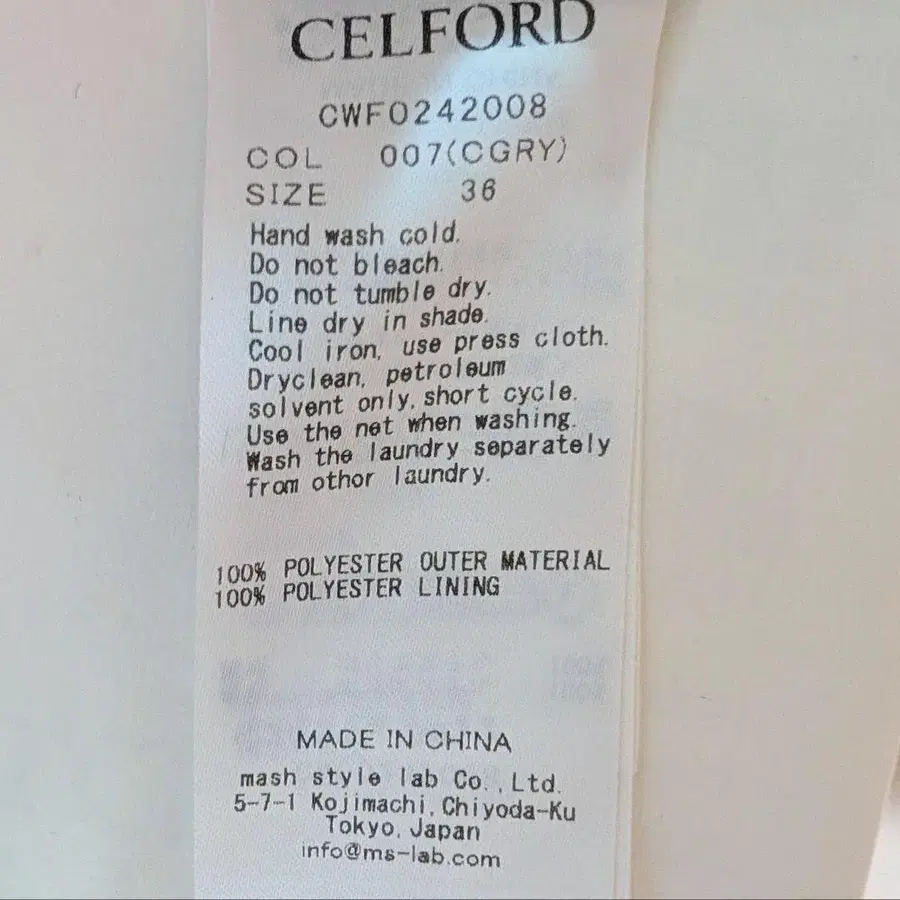 CELFORD
CWFO242008
COL 007(CGRY)
SIZE 36
Hand wash cold.
Do not bleach.
Do not tumble dry.
Line dry in shade.
Cool iron, use press cloth.
Dryclean, petroleum
solvent only, short cycle.
Use the net when washing.
Wash the laundry separately
from othor laundry.
100% POLYESTER OUTER MATERIAL
100% POLYESTER LINING
MADE IN CHINA
mash style lab Co.,Ltd.
5-7-1 Kojimachi, Chiyoda-Ku
Tokyo, Japan
info@ms-lab.com